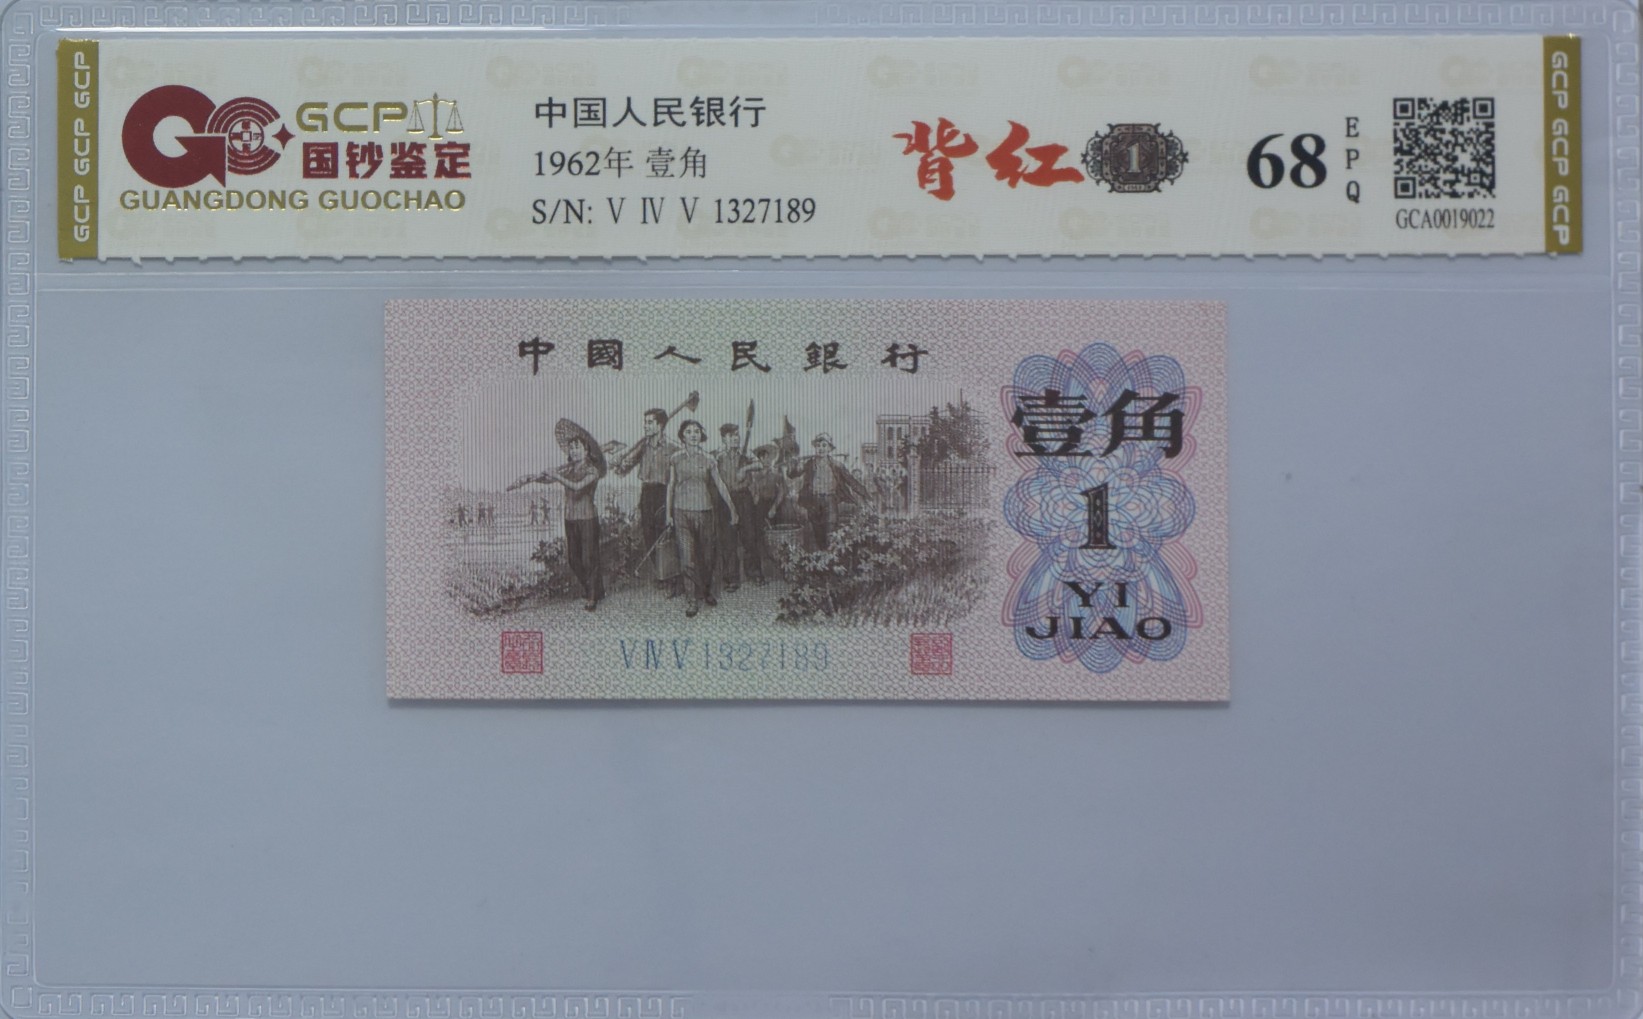 GCP GCP GCP
GCP
国钞鉴定
GUANGDONG GUOCHAO
中国人民银行
1962年 壹角
S/N: V Ⅳ V 1327189
背红
1
68
EPQ
GCA0019022
GCP GCP GCP
中國人民銀行
壹角
1
YI
JIAO
V Ⅳ V 1327189